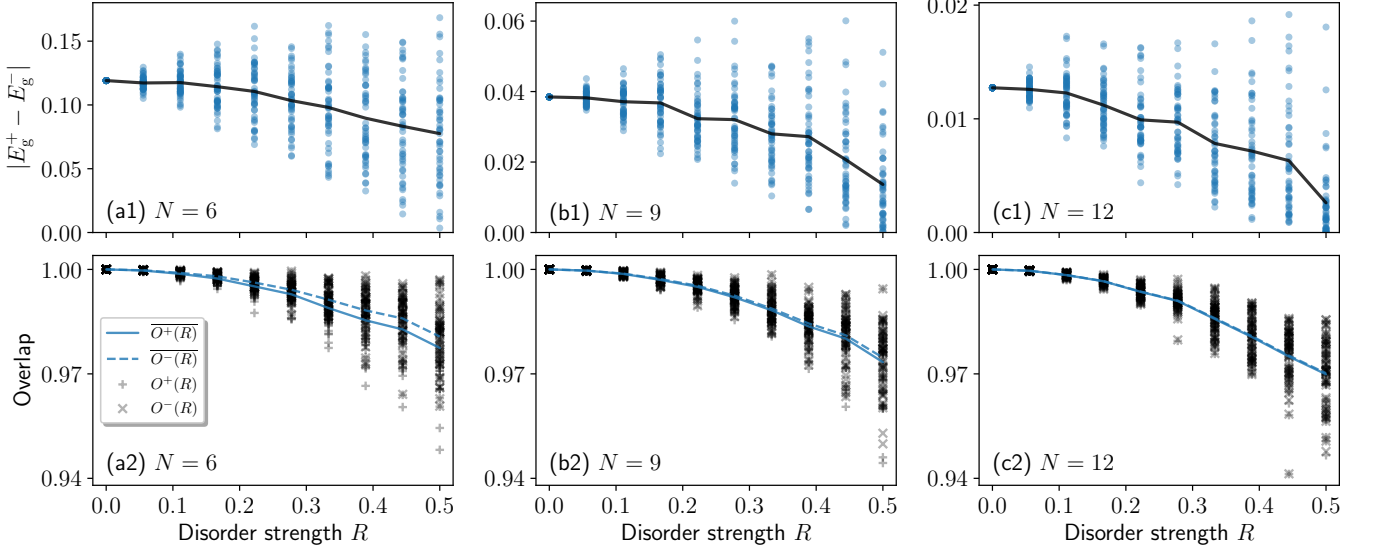 |E_g^+ − E_g^−|
0.15
0.10
0.05
0.00
(a1) N = 6
0.06
0.04
0.02
0.00
(b1) N = 9
0.02
0.01
0.00
(c1) N = 12
Overlap
1.00
0.97
0.94
O^+(R)
O^−(R)
O^+(R)
O^−(R)
(a2) N = 6
0.0 0.1 0.2 0.3 0.4 0.5
Disorder strength R
1.00
0.97
0.94
(b2) N = 9
0.0 0.1 0.2 0.3 0.4 0.5
Disorder strength R
1.00
0.97
0.94
(c2) N = 12
0.0 0.1 0.2 0.3 0.4 0.5
Disorder strength R